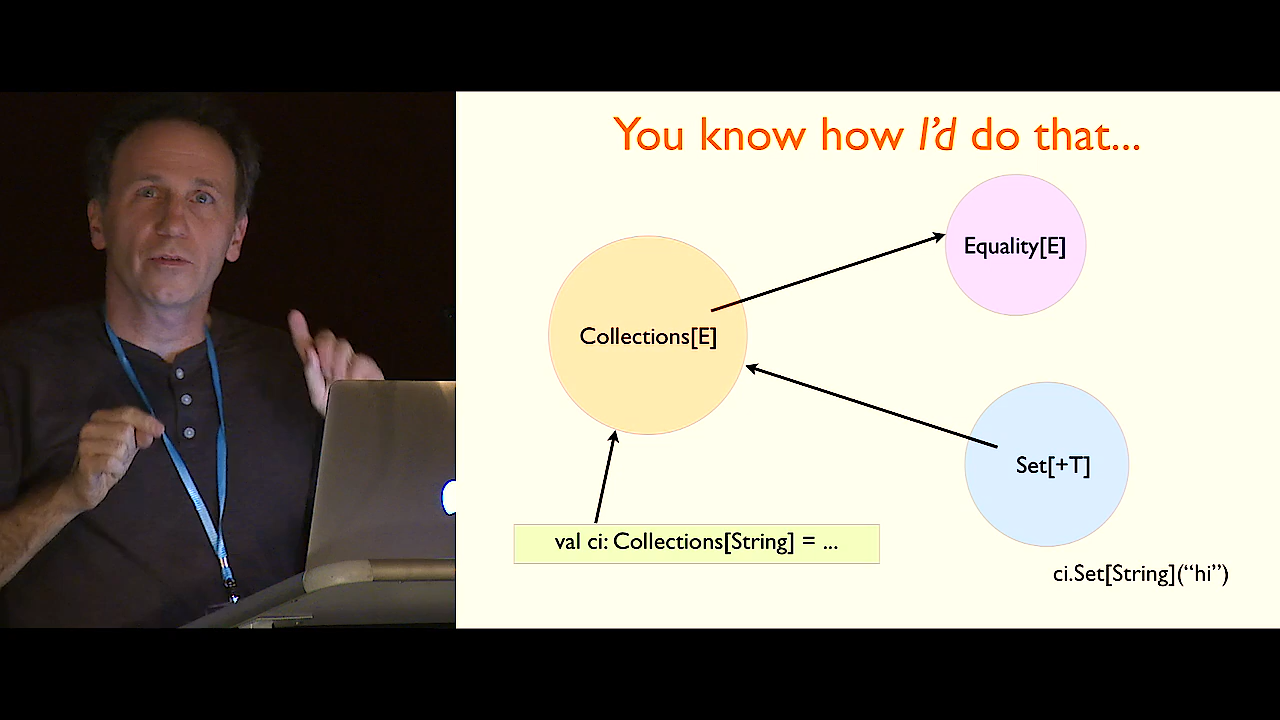 You know how I’d do that...
Equality[E]
Collections[E]
Set[+T]
val ci: Collections[String] = ...
ci.Set[String](“hi”)